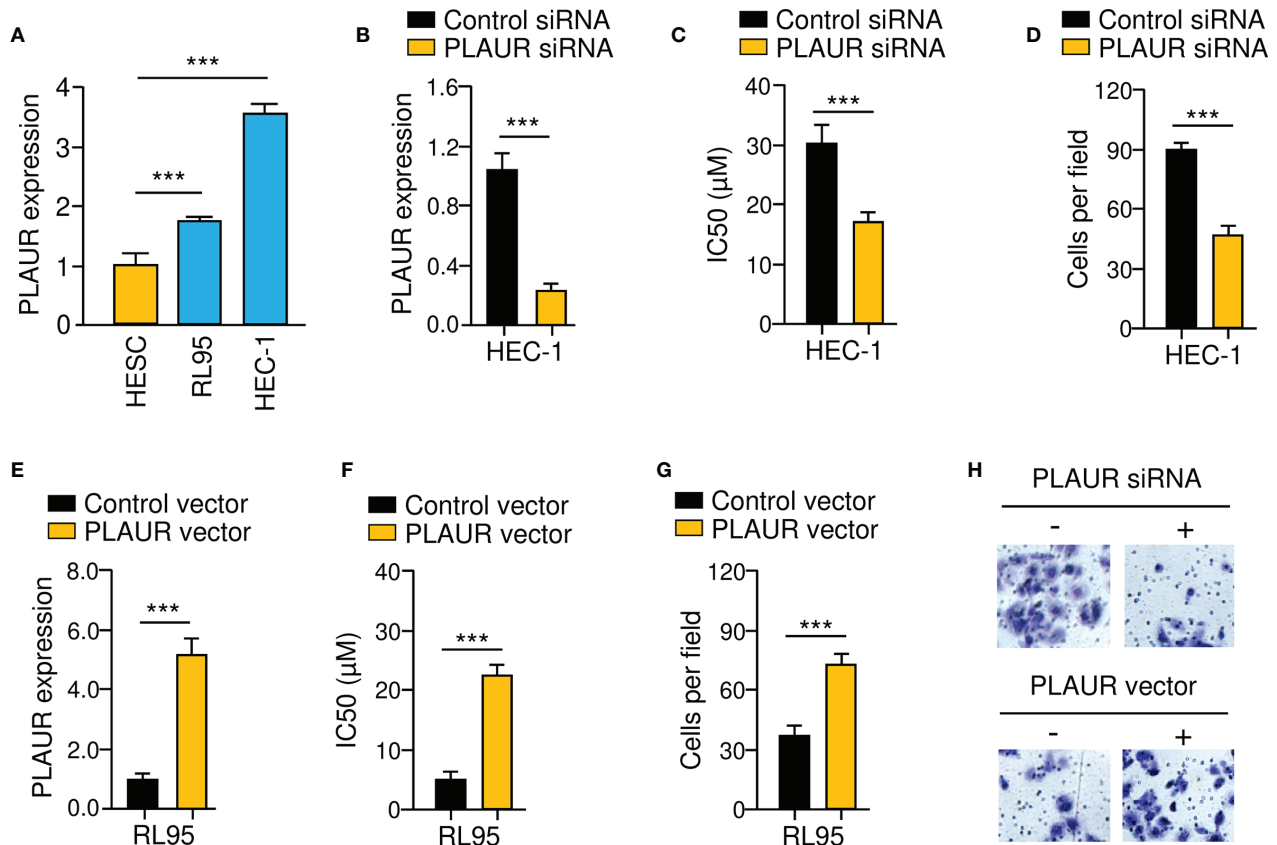 A
***
***
PLAUR expression
4
3
2
1
0
HESC
RL95
HEC-1
B
Control siRNA
PLAUR siRNA
***
PLAUR expression
1.6
1.2
0.8
0.4
0.0
HEC-1
C
Control siRNA
PLAUR siRNA
***
IC50 (µM)
40
30
20
10
0
HEC-1
D
Control siRNA
PLAUR siRNA
***
Cells per field
120
90
60
30
0
HEC-1
E
Control vector
PLAUR vector
***
PLAUR expression
8.0
6.0
4.0
2.0
0.0
RL95
F
Control vector
PLAUR vector
***
IC50 (µM)
40
30
20
10
0
RL95
G
Control vector
PLAUR vector
***
Cells per field
120
90
60
30
0
RL95
H
PLAUR siRNA
- +
PLAUR vector
- +